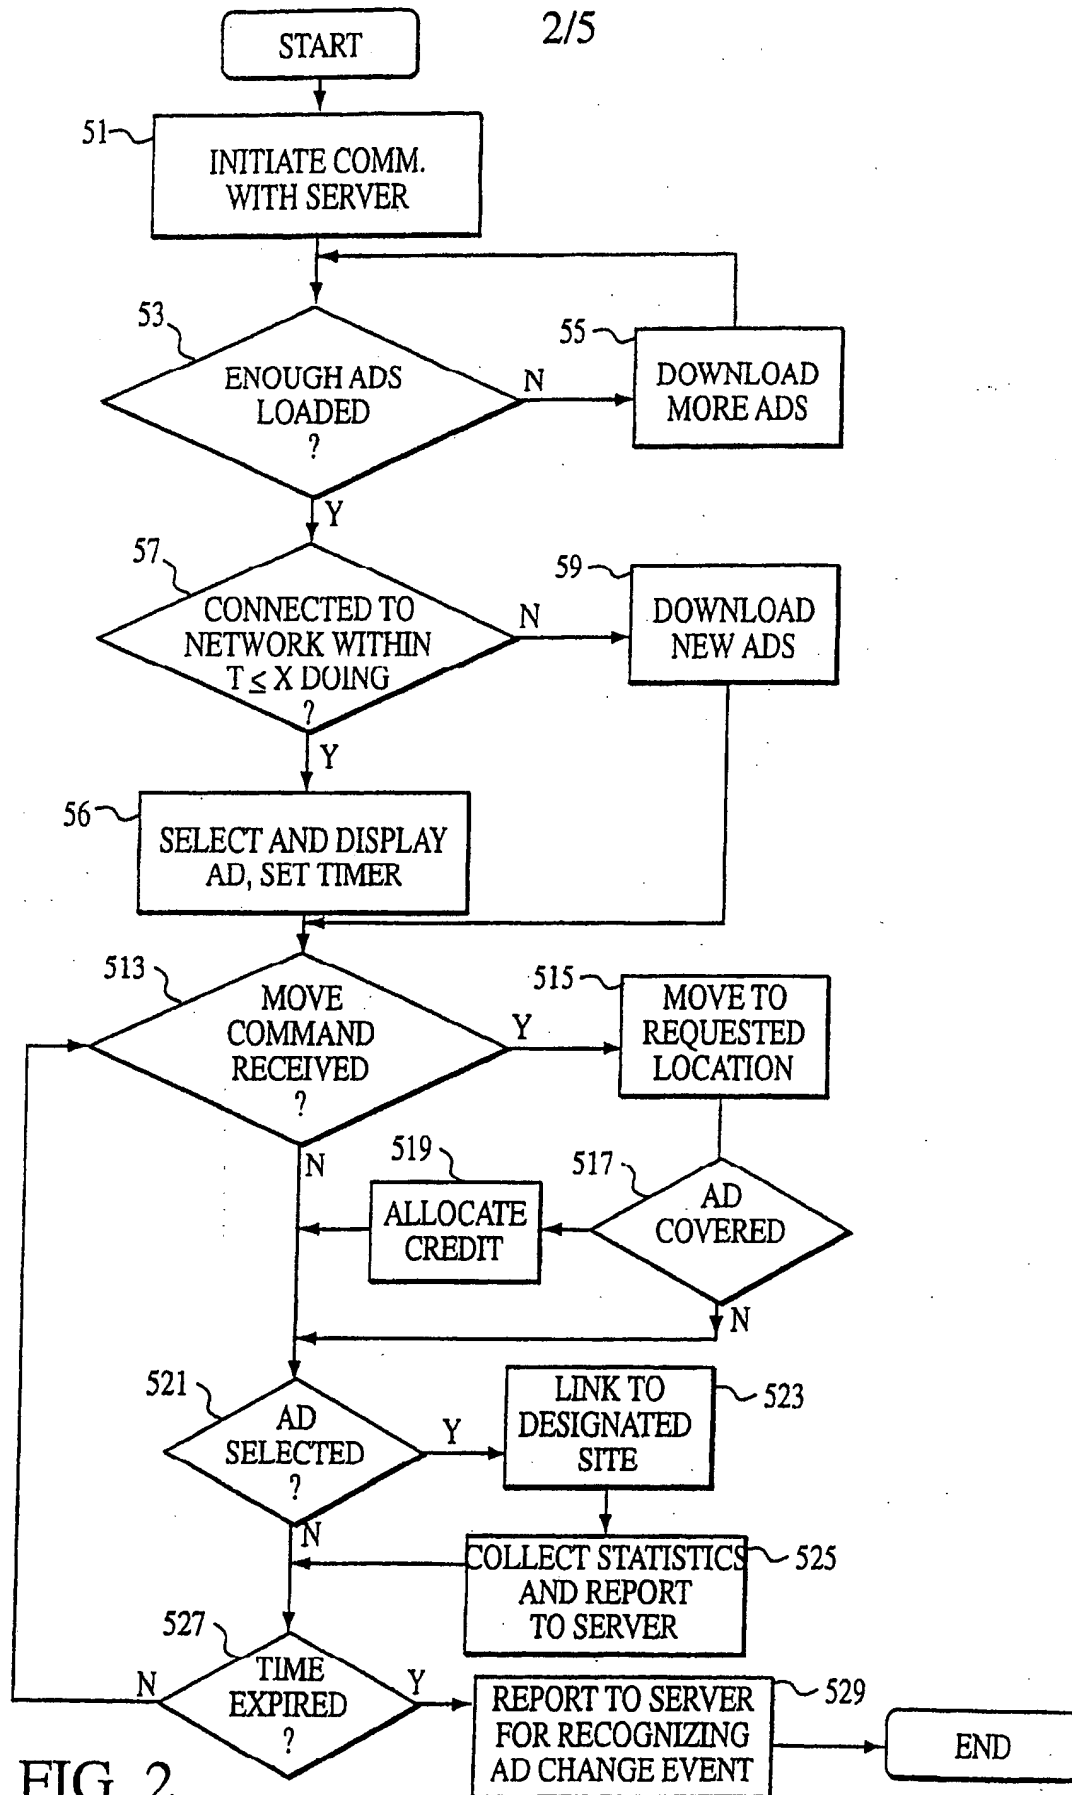 2/5
START
51
INITIATE COMM.
WITH SERVER
53
ENOUGH ADS
LOADED
?
N
55
DOWNLOAD
MORE ADS
Y
57
CONNECTED TO
NETWORK WITHIN
T ≤ X DOING
?
N
59
DOWNLOAD
NEW ADS
Y
56
SELECT AND DISPLAY
AD, SET TIMER
513
MOVE
COMMAND
RECEIVED
?
Y
515
MOVE TO
REQUESTED
LOCATION
N
519
ALLOCATE
CREDIT
517
AD
COVERED
N
521
AD
SELECTED
?
Y
LINK TO
DESIGNATED
SITE
523
N
COLLECT STATISTICS
AND REPORT
TO SERVER
525
527
TIME
EXPIRED
?
N
Y
REPORT TO SERVER
FOR RECOGNIZING
AD CHANGE EVENT
529
END
FIG. 2